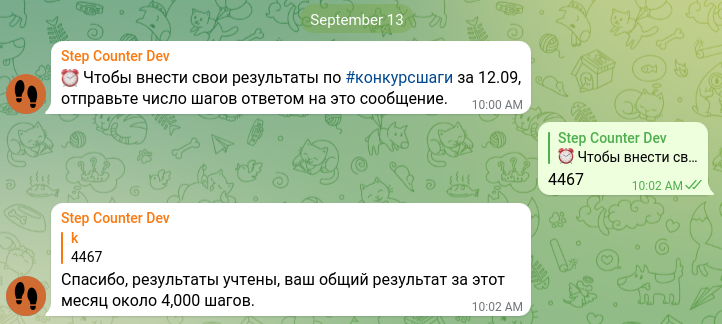 September 13
Step Counter Dev
⏰ Чтобы внести свои результаты по #конкурсшаги за 12.09,
отправьте число шагов ответом на это сообщение. 10:00 AM
Step Counter Dev
⏰ Чтобы внести св...
4467 10:02 AM
Step Counter Dev
k
4467
Спасибо, результаты учтены, ваш общий результат за этот
месяц около 4,000 шагов. 10:02 AM